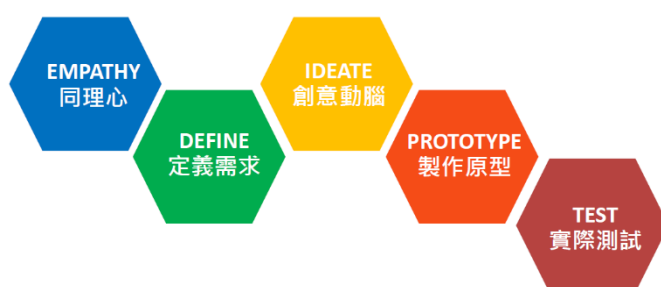 EMPATHY
同理心
DEFINE
定義需求
IDEATE
創意動腦
PROTOTYPE
製作原型
TEST
實際測試